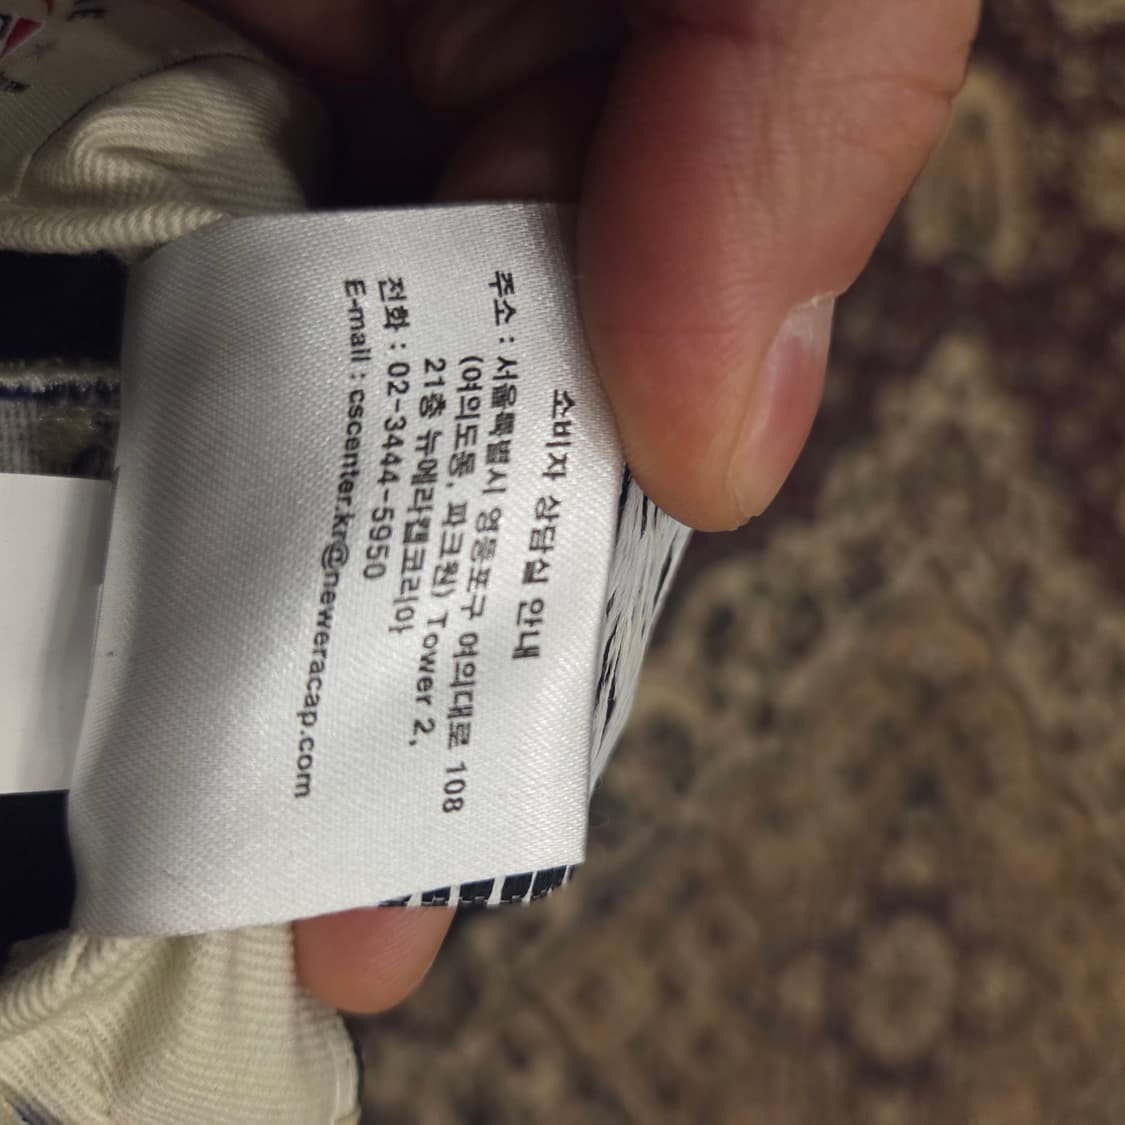 소비자 상담실 안내
주소 : 서울특별시 영등포구 여의대로 108
(여의도동, 파크원) Tower 2,
21층 뉴에라캡코리아
전화 : 02-3444-5950
E-mail : cscenter.kr@neweracap.com